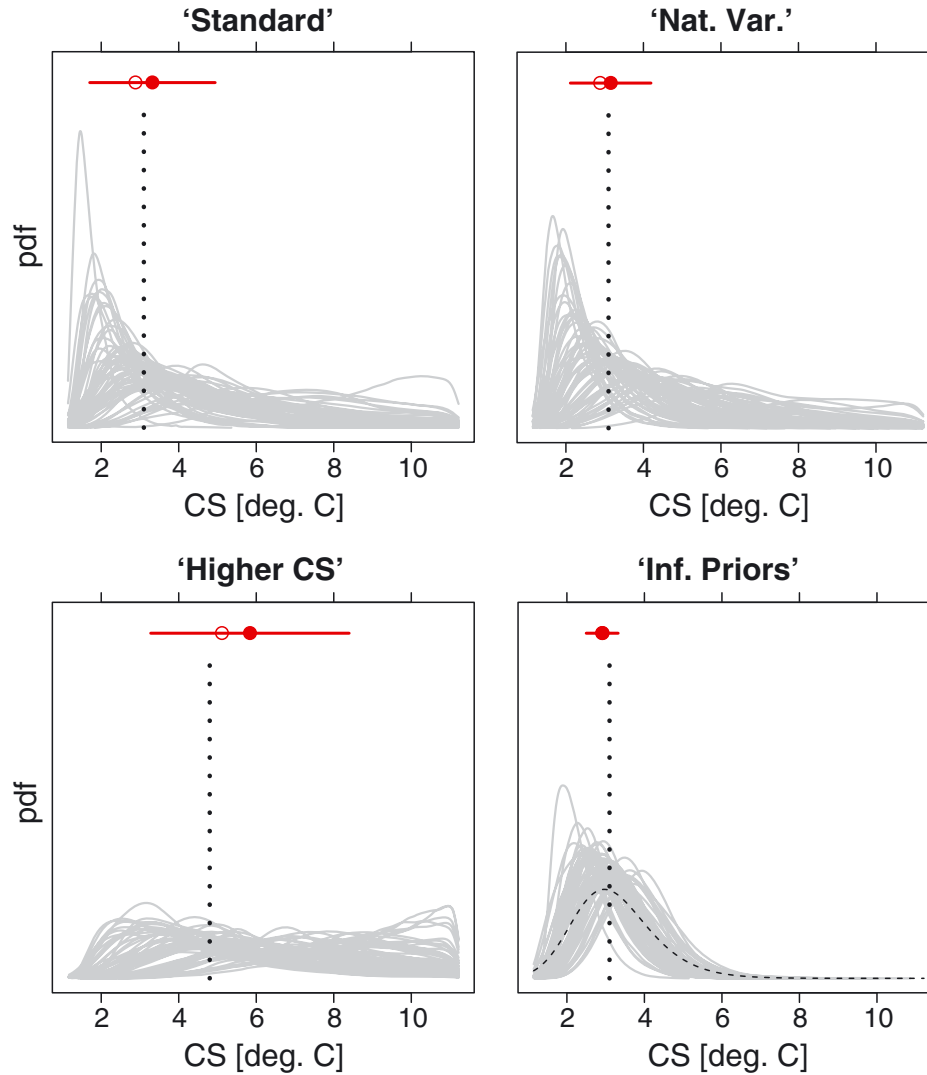 ‘Standard’
‘Nat. Var.’
pdf
2 4 6 8 10
2 4 6 8 10
CS [deg. C]
CS [deg. C]
‘Higher CS’
‘Inf. Priors’
pdf
2 4 6 8 10
2 4 6 8 10
CS [deg. C]
CS [deg. C]